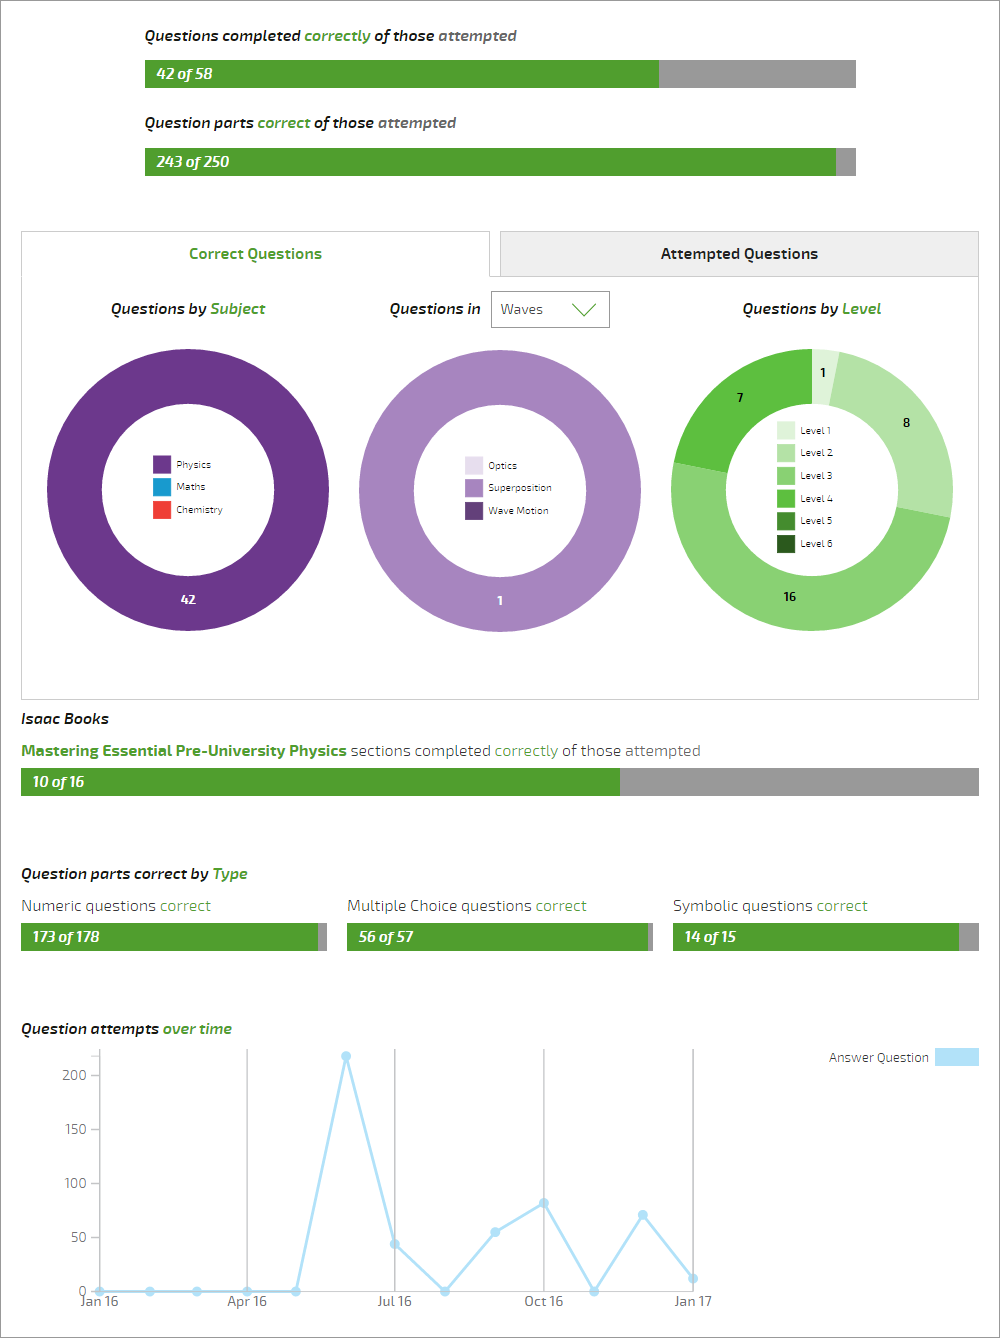 Questions completed correctly of those attempted
42 of 58
Question parts correct of those attempted
243 of 250
Correct Questions
Attempted Questions
Questions by Subject
Questions in
Waves
Questions by Level
Physics
Maths
Chemistry
42
Optics
Superposition
Wave Motion
1
1
8
7
16
Level 1
Level 2
Level 3
Level 4
Level 5
Level 6
Isaac Books
Mastering Essential Pre-University Physics sections completed correctly of those attempted
10 of 16
Question parts correct by Type
Numeric questions correct
173 of 178
Multiple Choice questions correct
56 of 57
Symbolic questions correct
14 of 15
Question attempts over time
Answer Question
200
150
100
50
0
Jan 16
Apr 16
Jul 16
Oct 16
Jan 17